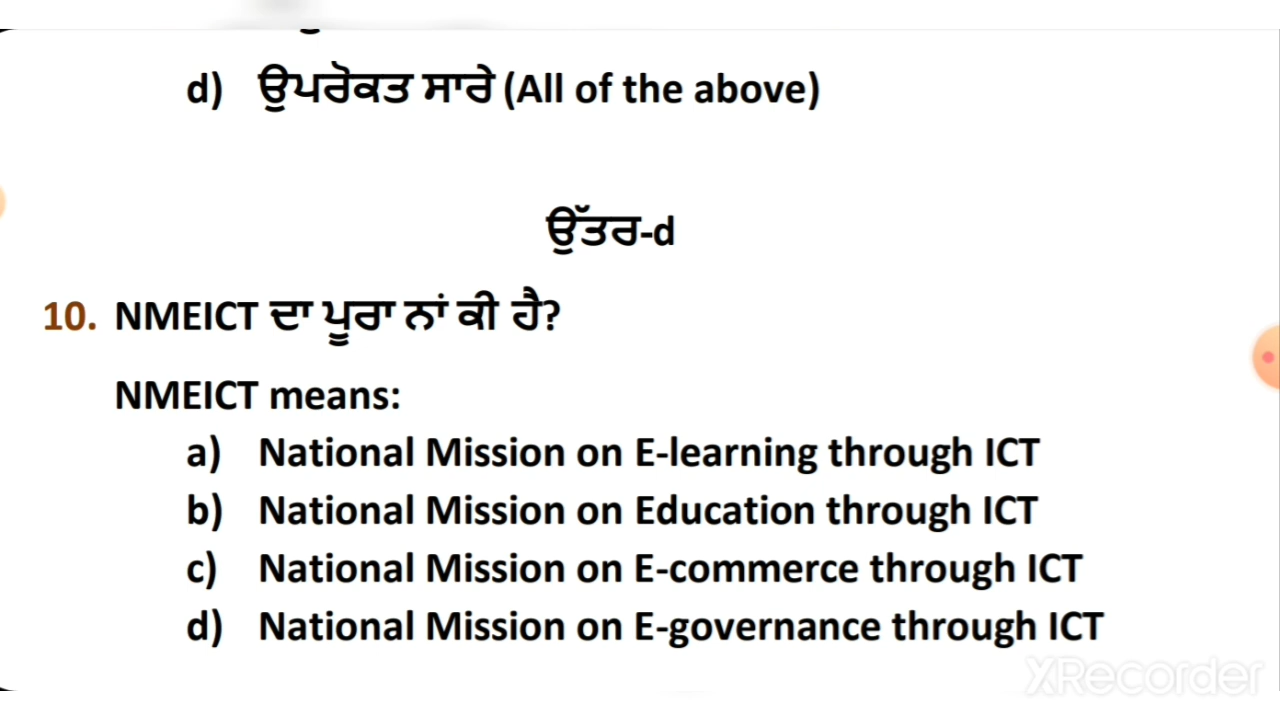 d) ਉਪਰੋਕਤ ਸਾਰੇ (All of the above)
ਉੱਤਰ-d
10. NMEICT ਦਾ ਪੂਰਾ ਨਾਂ ਕੀ ਹੈ?
NMEICT means:
a) National Mission on E-learning through ICT
b) National Mission on Education through ICT
c) National Mission on E-commerce through ICT
d) National Mission on E-governance through ICT
XRecorder